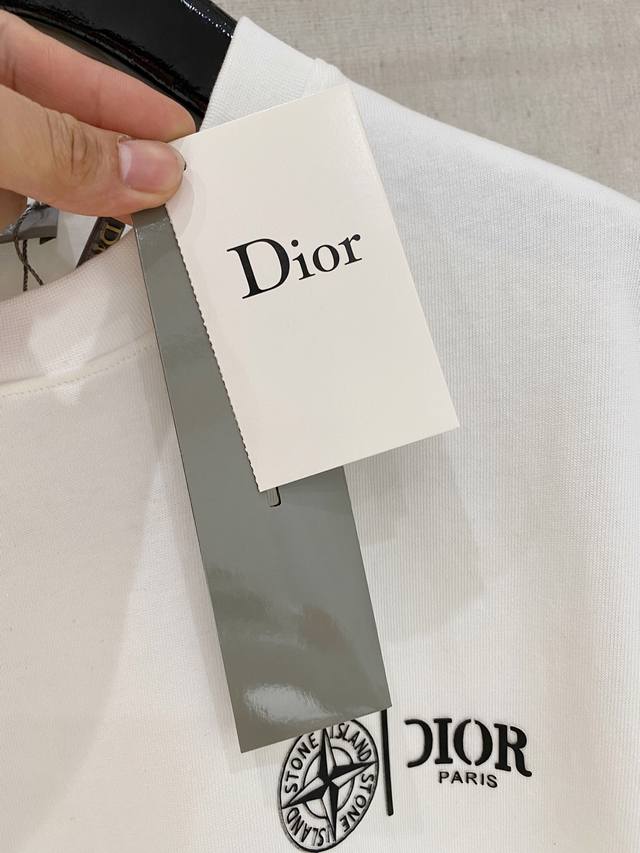 Dior
STONE ISLAND STONE ISLAND
DIOR
PARIS